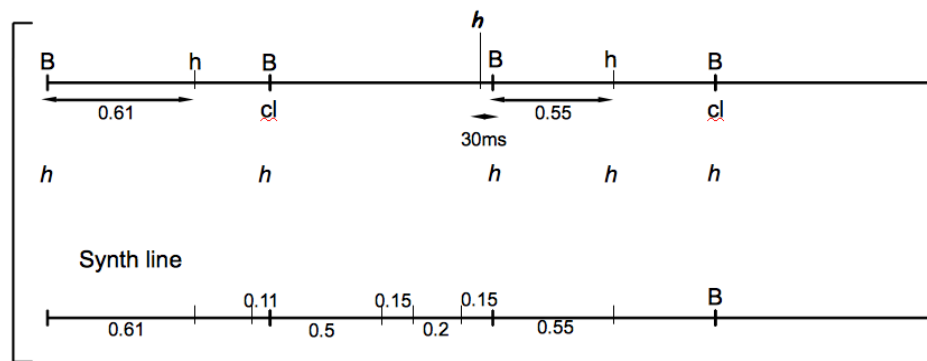 h
B h B B h B
0.61 cl 0.55 cl
30ms
h h h h h
Synth line
0.11 0.15 0.15 B
0.61 0.5 0.2 0.55